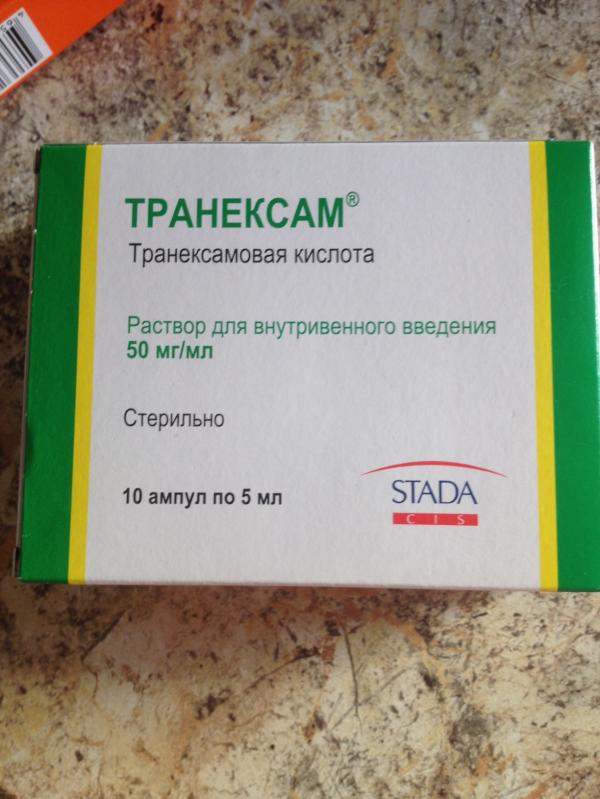 ТРАНЕКСАМ®
Транексамовая кислота
Раствор для внутривенного введения
50 мг/мл
Стерильно
10 ампул по 5 мл
STADA
CIS